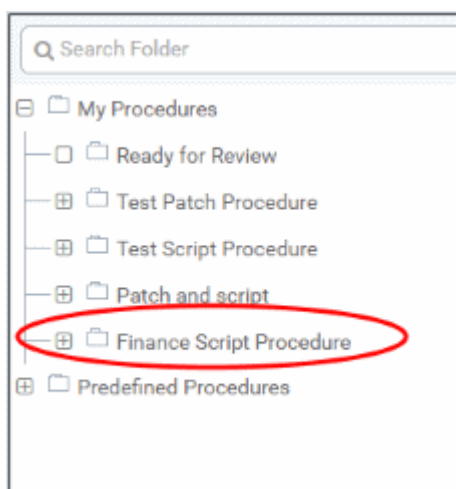 Search Folder
My Procedures
Ready for Review
Test Patch Procedure
Test Script Procedure
Patch and script
Finance Script Procedure
Predefined Procedures